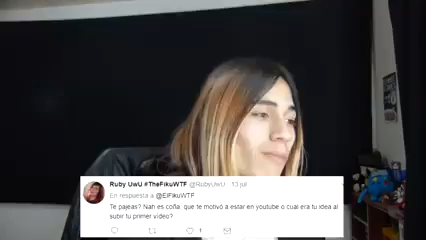 Ruby UwU #TheFikuWTF @RubyUwU · 13 jul
En respuesta a @ElFikuWTF
Te pajeas? Nah es coña que te motivó a estar en youtube o cual era tu idea al
subir tu primer vídeo?
1